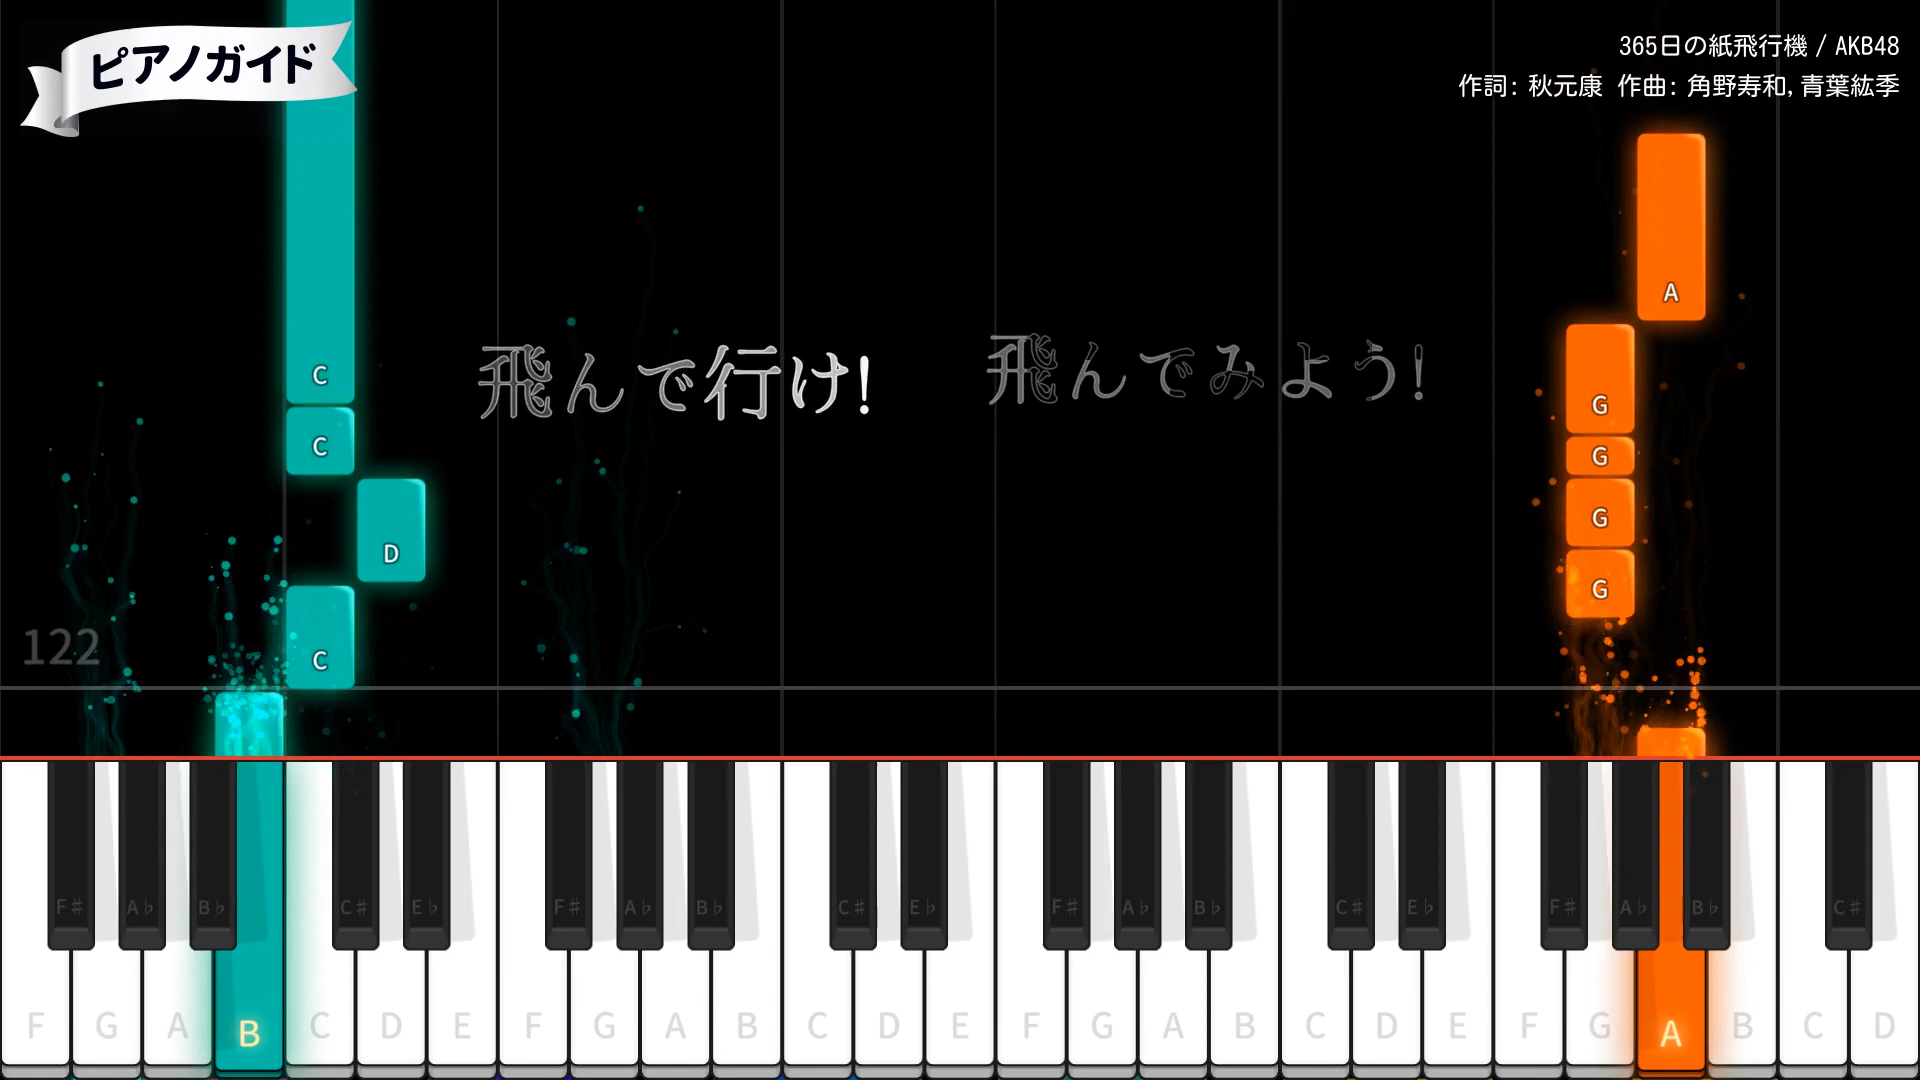 ピアノガイド
365日の紙飛行機 / AKB48
作詞: 秋元康 作曲: 角野寿和, 青葉紘季
A
C
飛んで行け! 飛んでみよう!
G
C
G
G
D
G
122
C
F♯ A♭ B♭ C♯ E♭ F♯ A♭ B♭ C♯ E♭ F♯ A♭ B♭ C♯ E♭ F♯ A♭ B♭ C♯
F G A B C D E F G A B C D E F G A B C D E F G A B C D